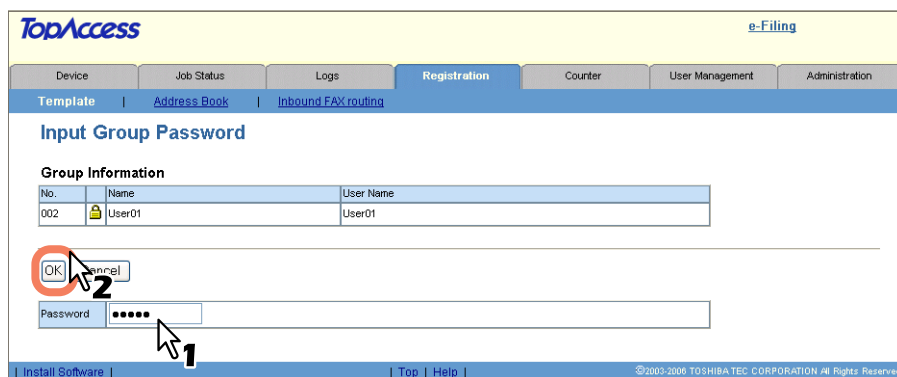 TopAccess
e-Filing
Device Job Status Logs Registration Counter User Management Administration
Template | Address Book | Inbound FAX routing
Input Group Password
Group Information
No. Name User Name
002 User01 User01
OK Cancel
2
Password •••••
1
| Install Software | | Top | Help | ©2003-2006 TOSHIBA TEC CORPORATION All Rights Reserve